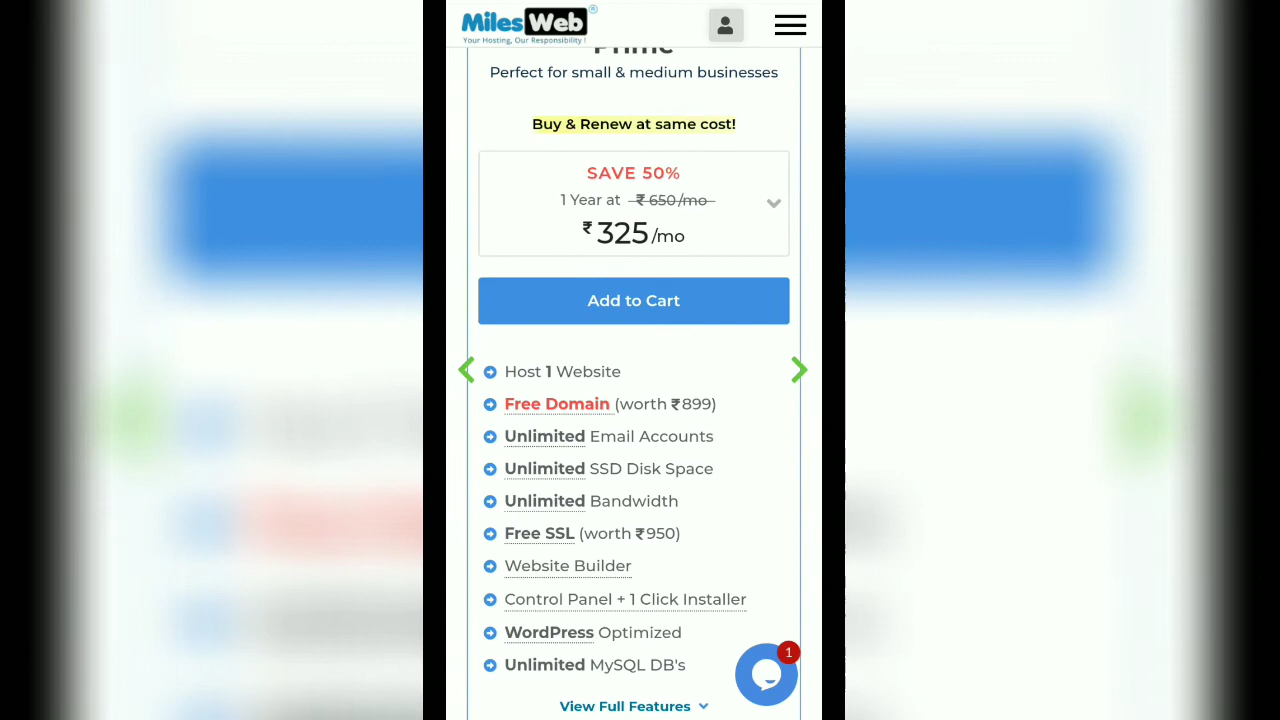 MilesWeb®
Your Hosting, Our Responsibility !
Prime
Perfect for small & medium businesses
Buy & Renew at same cost!
SAVE 50%
1 Year at ₹ 650/mo
₹ 325/mo
Add to Cart
Host 1 Website
Free Domain (worth ₹899)
Unlimited Email Accounts
Unlimited SSD Disk Space
Unlimited Bandwidth
Free SSL (worth ₹950)
Website Builder
Control Panel + 1 Click Installer
WordPress Optimized
Unlimited MySQL DB's
1
View Full Features